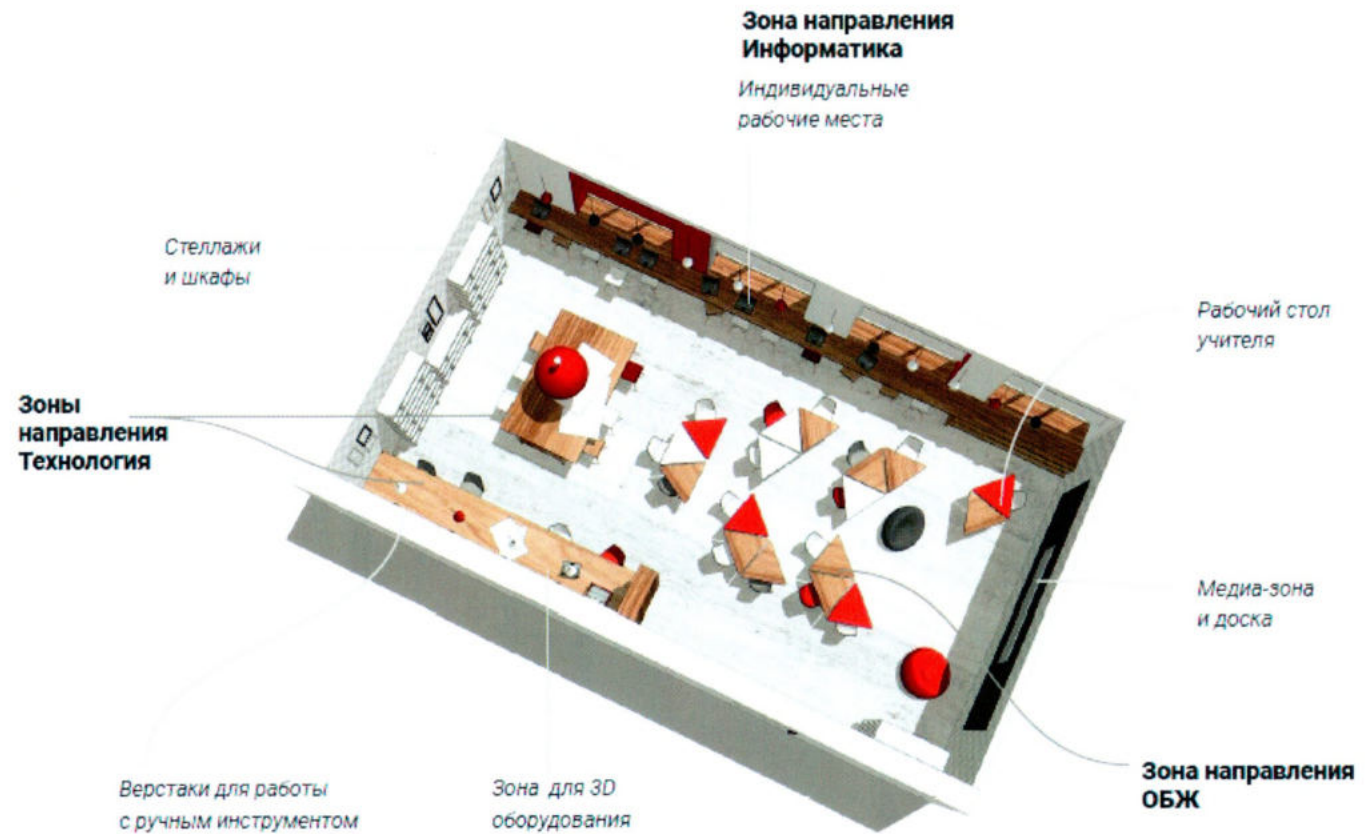 Зона направления
Информатика
Индивидуальные
рабочие места
Стеллажи
и шкафы
Рабочий стол
учителя
Зоны
направления
Технология
Медиа-зона
и доска
Зона направления
ОБЖ
Верстаки для работы
с ручным инструментом
Зона для 3D
оборудования